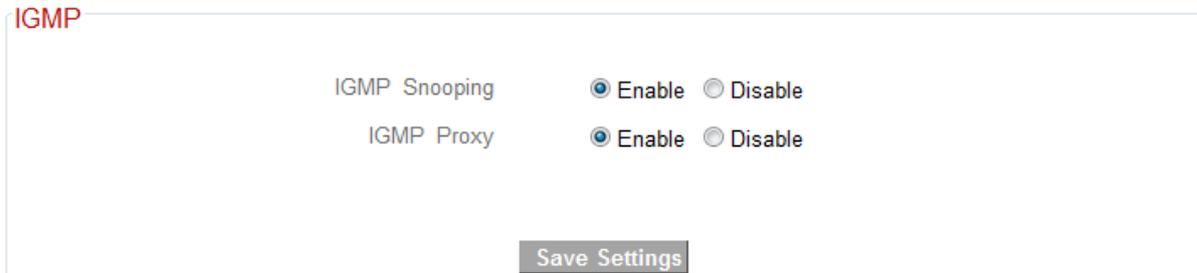 IGMP
IGMP Snooping Enable Disable
IGMP Proxy Enable Disable
Save Settings